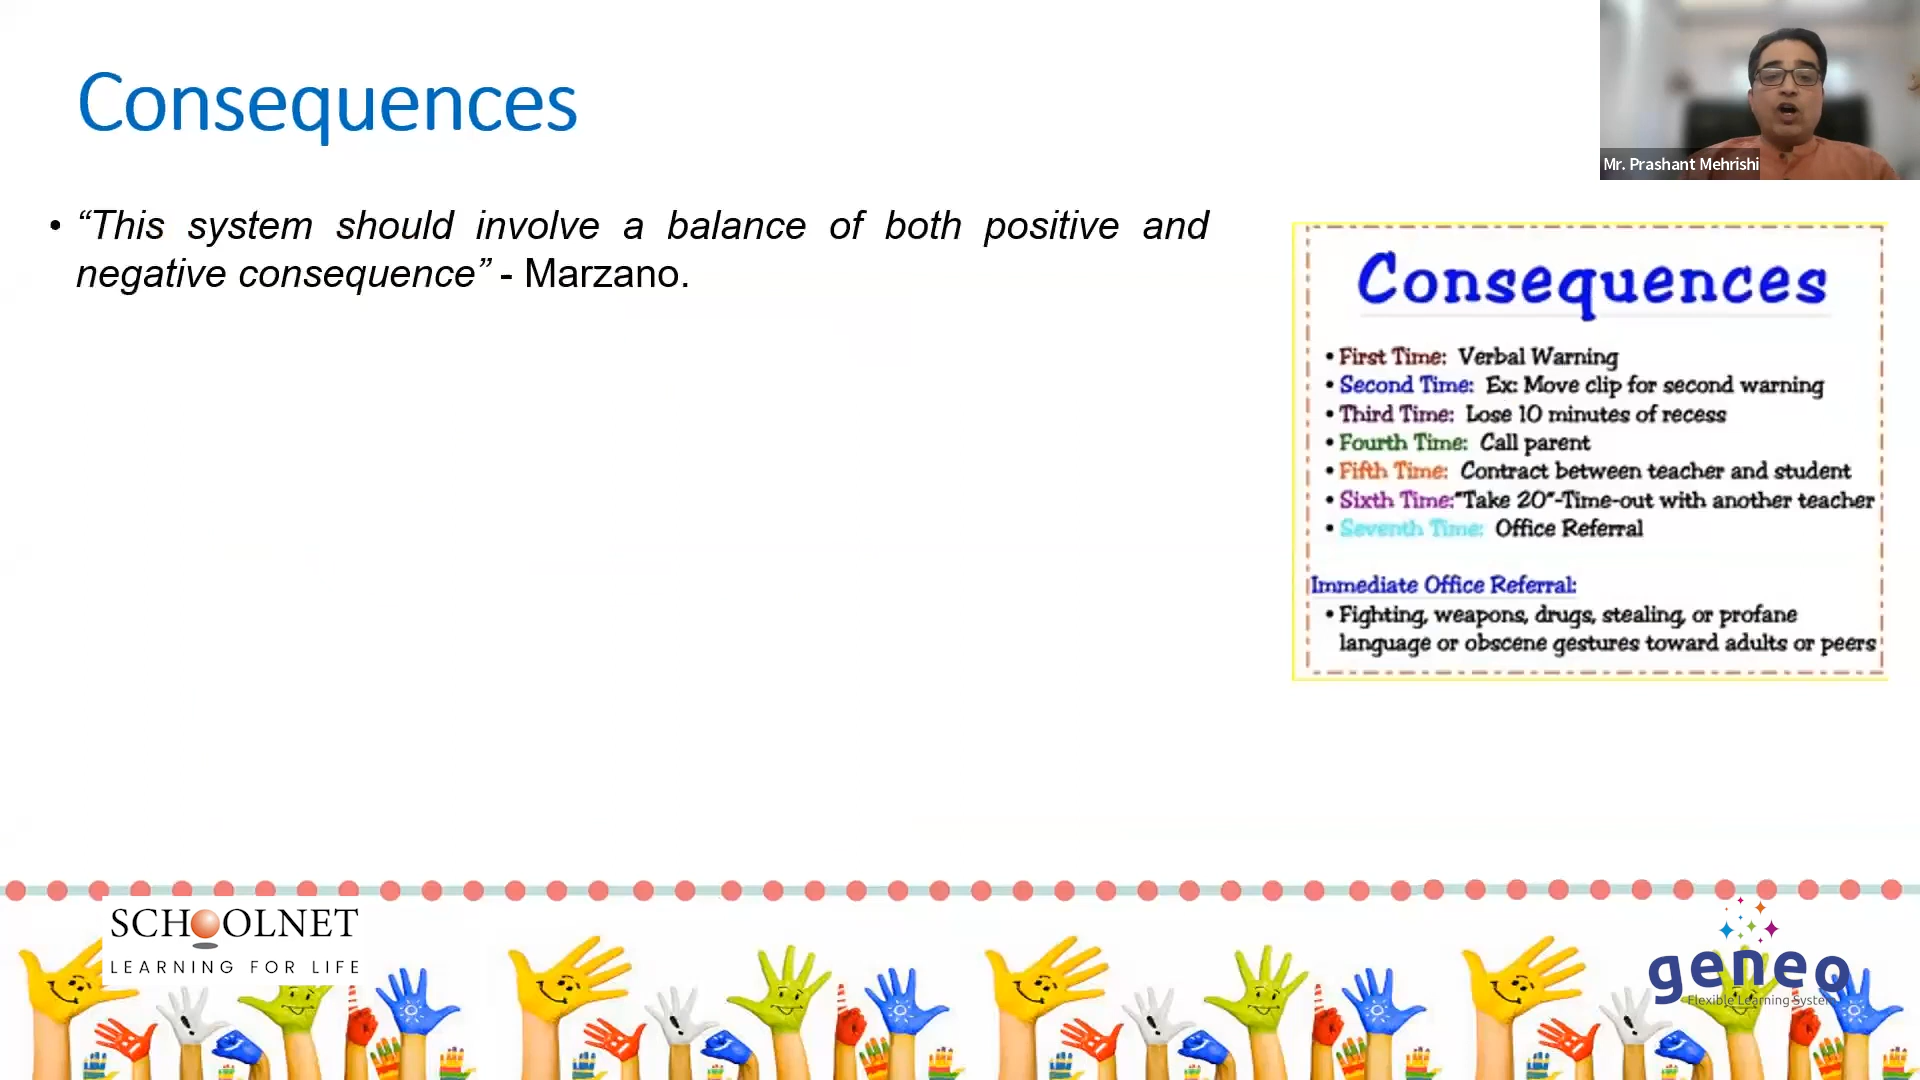 Consequences
Mr. Prashant Mehrishi
• “This system should involve a balance of both positive and
negative consequence” - Marzano.
Consequences
• First Time: Verbal Warning
• Second Time: Ex: Move clip for second warning
• Third Time: Lose 10 minutes of recess
• Fourth Time: Call parent
• Fifth Time: Contract between teacher and student
• Sixth Time:"Take 20"-Time-out with another teacher
• Seventh Time: Office Referral
Immediate Office Referral:
• Fighting, weapons, drugs, stealing, or profane
language or obscene gestures toward adults or peers
SCHOOLNET
LEARNING FOR LIFE
geneo
Flexible Learning System